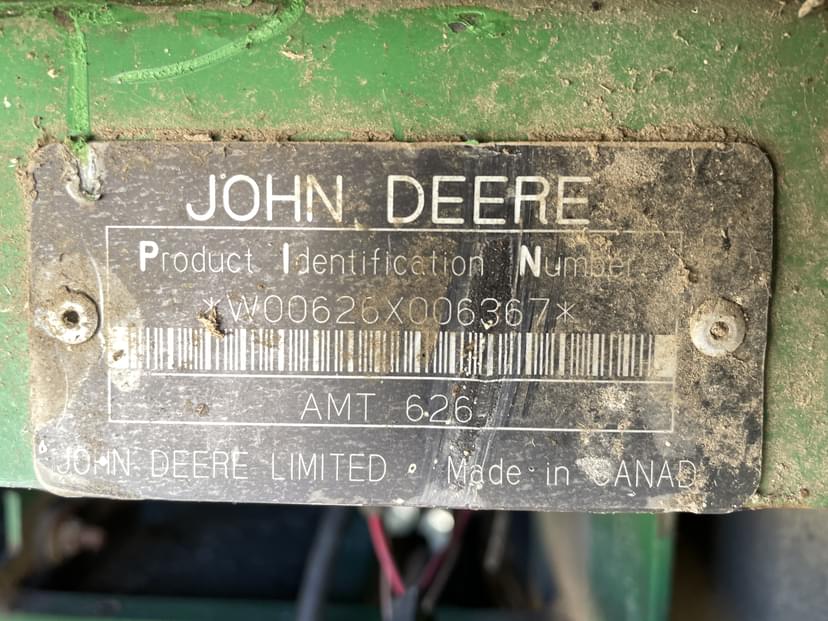 JOHN DEERE
Product Identification Number
*W00626X006367*
AMT 626
JOHN DEERE LIMITED · Made in CANAD